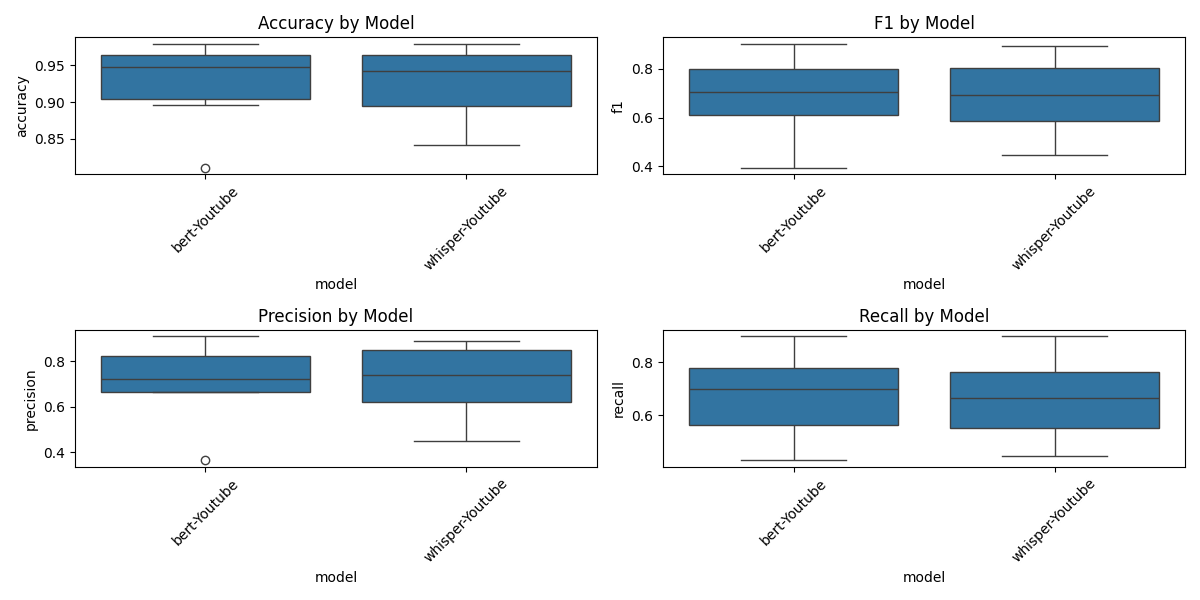 Accuracy by Model
accuracy
0.95
0.90
0.85
bert-Youtube
whisper-Youtube
model
F1 by Model
f1
0.8
0.6
0.4
bert-Youtube
whisper-Youtube
model
Precision by Model
precision
0.8
0.6
0.4
bert-Youtube
whisper-Youtube
model
Recall by Model
recall
0.8
0.6
bert-Youtube
whisper-Youtube
model